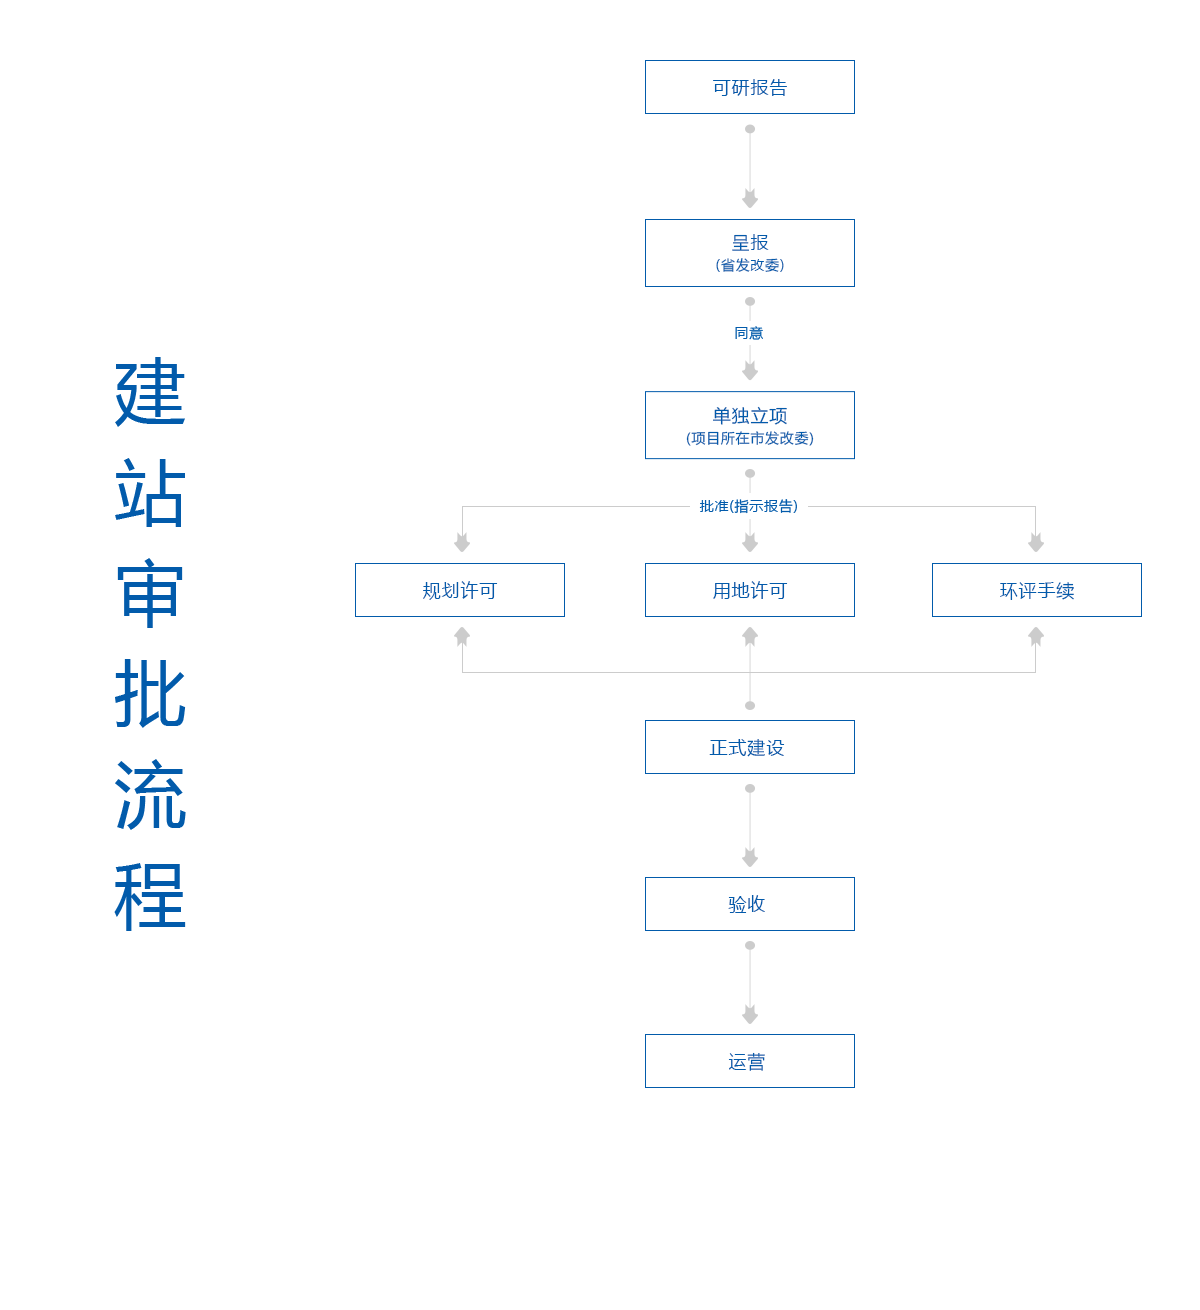 建站审批流程
可研报告
呈报
(省发改委)
同意
单独立项
(项目所在市发改委)
批准(指示报告)
规划许可
用地许可
环评手续
正式建设
验收
运营